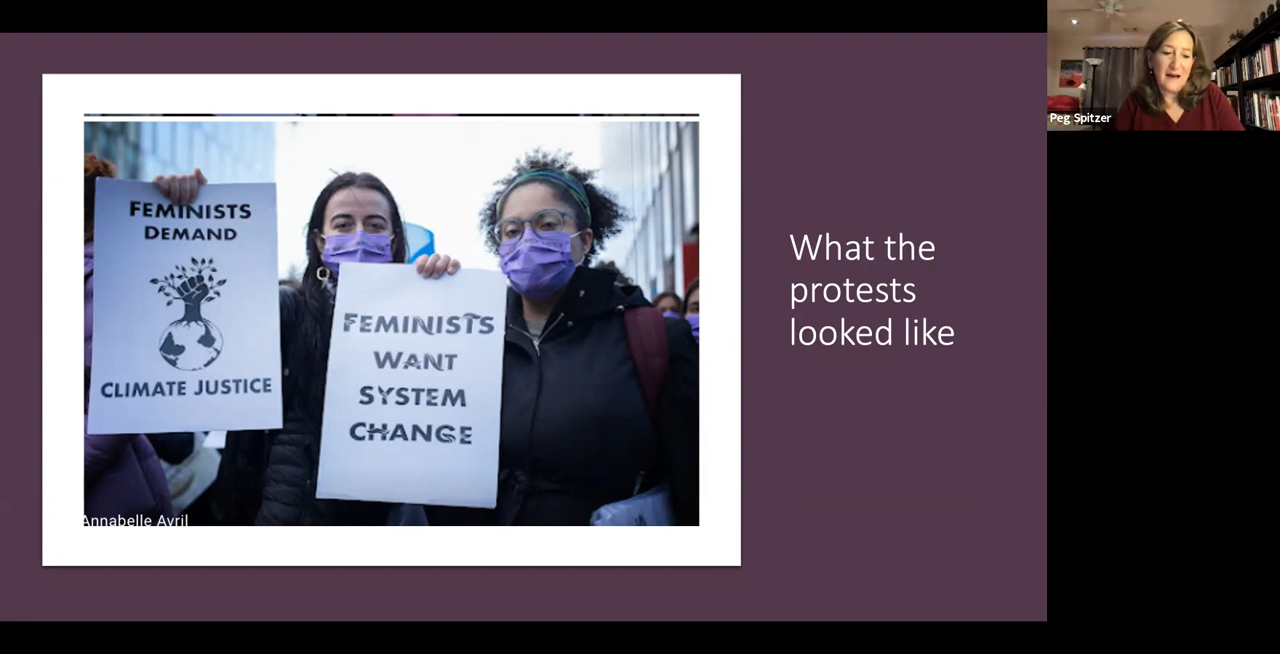 FEMINISTS
DEMAND
CLIMATE JUSTICE
FEMINISTS
WANT
SYSTEM
CHANGE
Annabelle Avril
What the
protests
looked like
Peg Spitzer